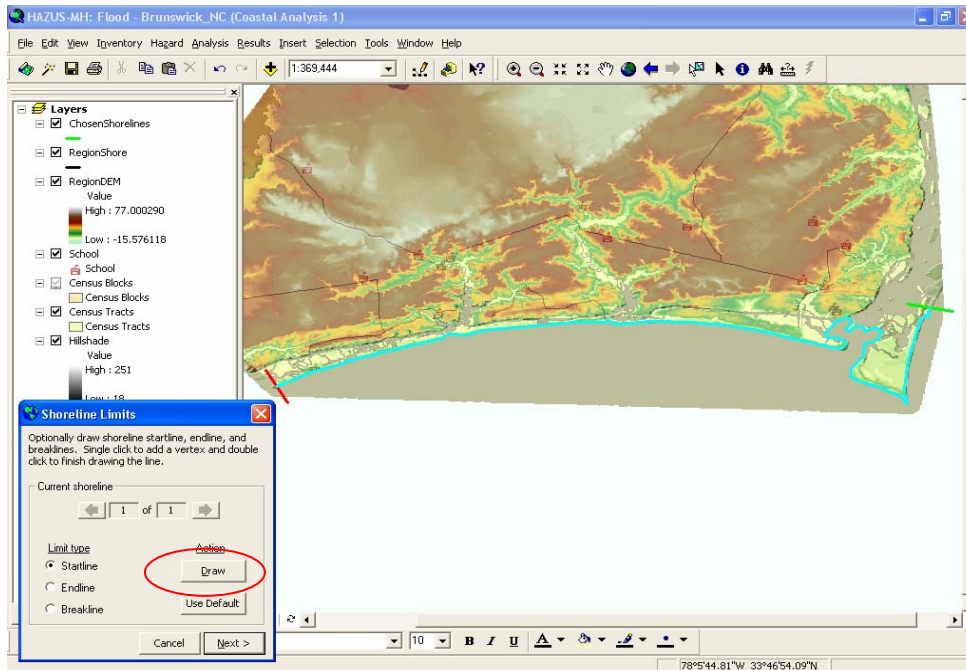 HAZUS-MH: Flood - Brunswick_NC (Coastal Analysis 1)
File Edit View Inventory Hazard Analysis Results Insert Selection Tools Window Help
1:369,444
Layers
ChosenShorelines
RegionShore
RegionDEM
Value
High : 77.000290
Low : -15.576118
School
School
Census Blocks
Census Blocks
Census Tracts
Census Tracts
Hillshade
Value
High : 251
Low : 18
Shoreline Limits
Optionally draw shoreline startline, endline, and
breaklines. Single click to add a vertex and double
click to finish drawing the line.
Current shoreline
1 of 1
Limit type Action
Startline Draw
Endline
Breakline Use Default
Cancel Next >
10 B I U A
78°5'44.81"W 33°46'54.09"N